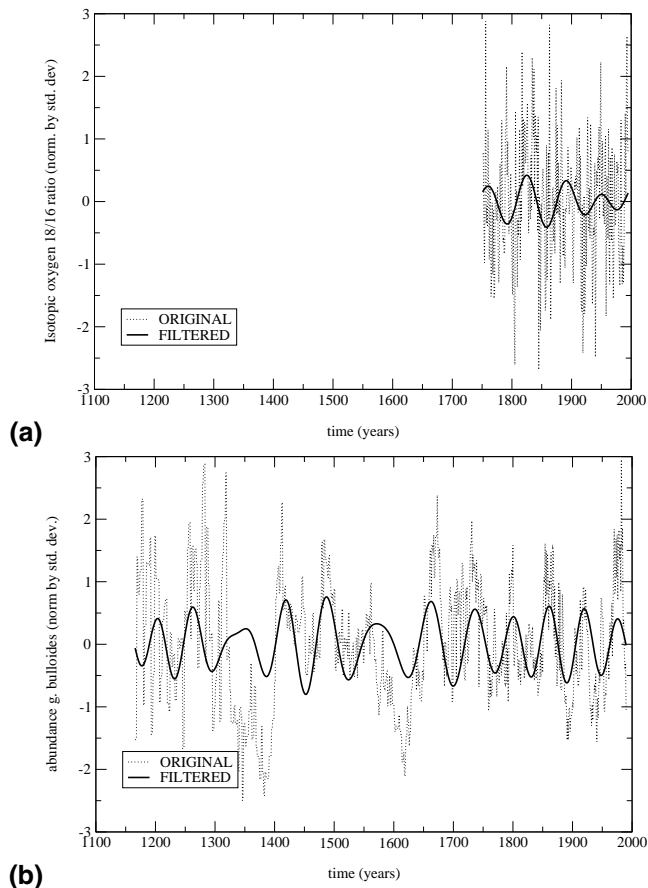 3
2
1
0
-1
-2
-3
Isotopic oxygen 18/16 ratio (norm. by std. dev)
ORIGINAL
FILTERED
1100 1200 1300 1400 1500 1600 1700 1800 1900 2000
time (years)
(a)
3
2
1
0
-1
-2
-3
abundance g. bulloides (norm by std. dev.)
ORIGINAL
FILTERED
1100 1200 1300 1400 1500 1600 1700 1800 1900 2000
time (years)
(b)